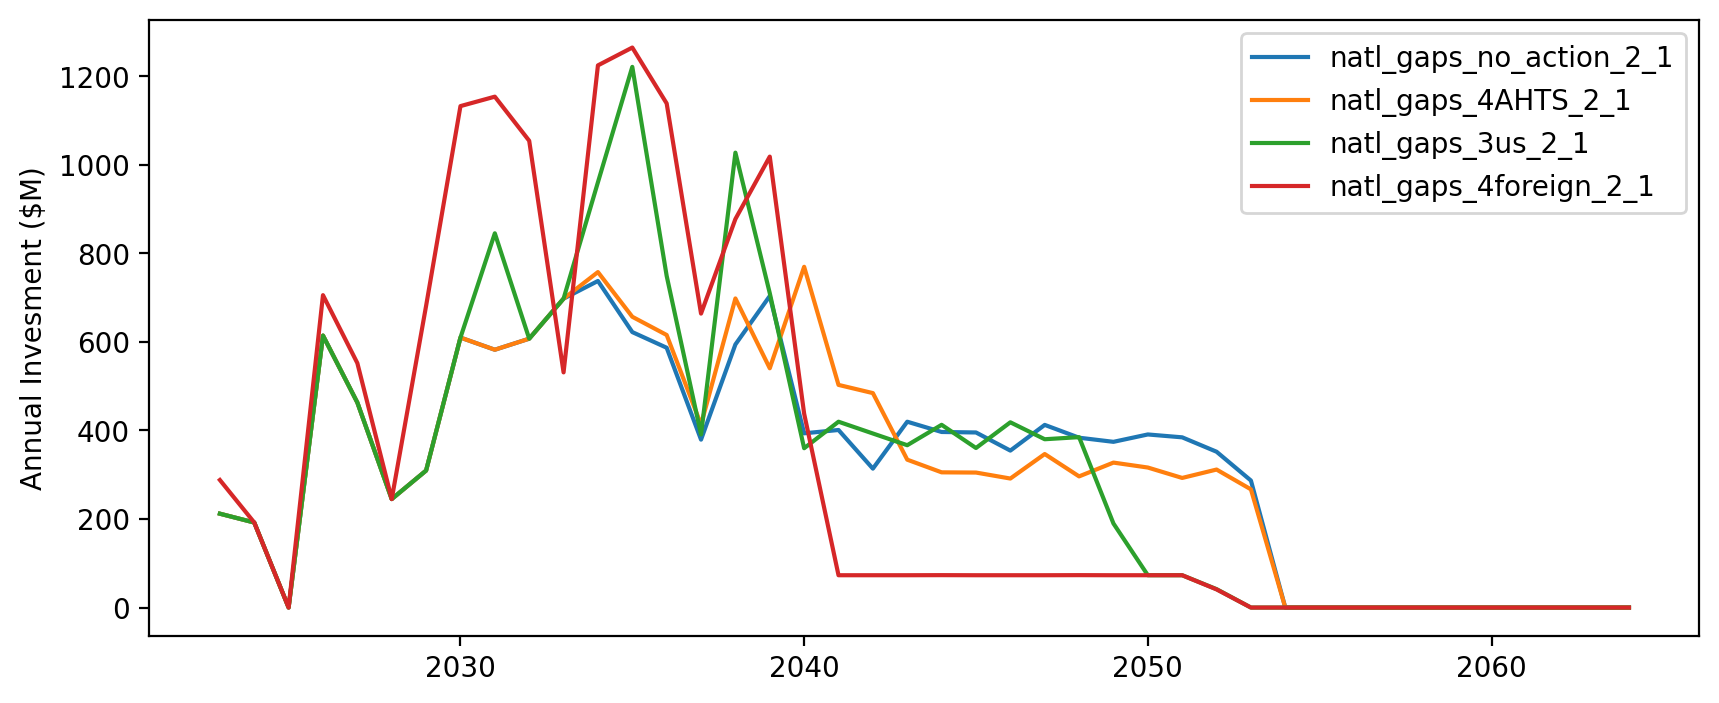 Annual Invesment ($M)
1200
1000
800
600
400
200
0
2030
2040
2050
2060
natl_gaps_no_action_2_1
natl_gaps_4AHTS_2_1
natl_gaps_3us_2_1
natl_gaps_4foreign_2_1